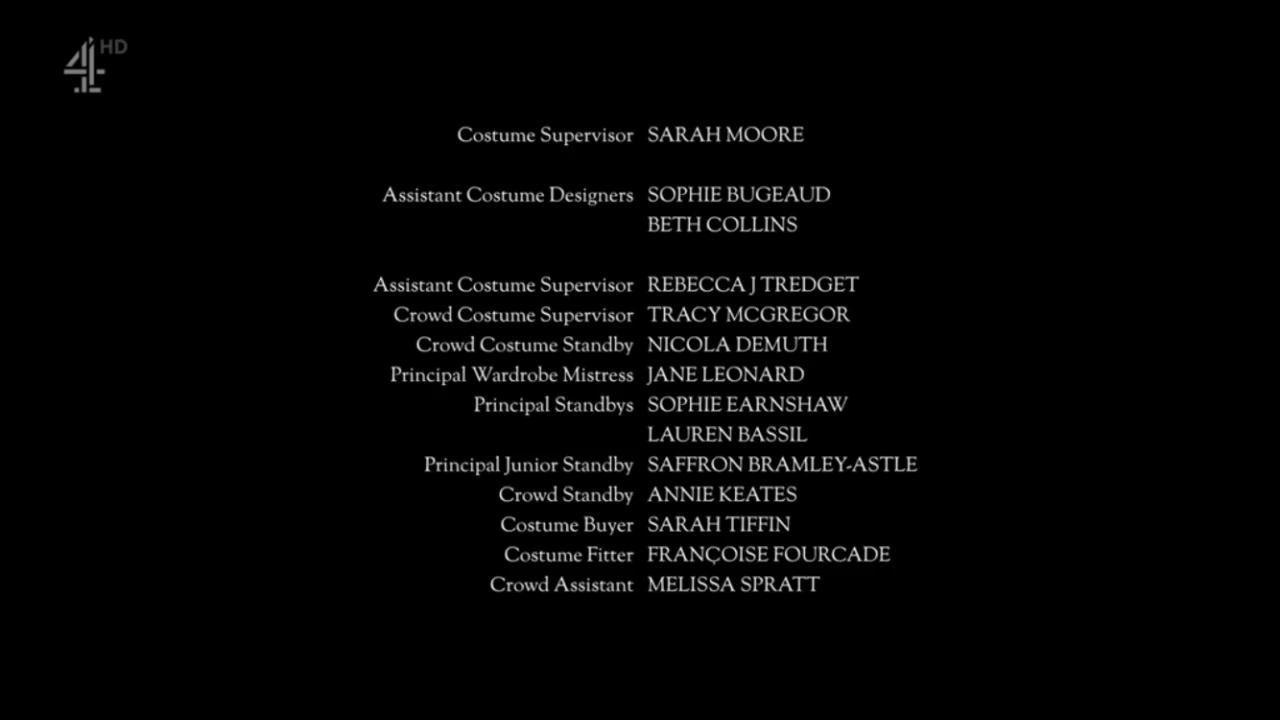 4 HD
Costume Supervisor SARAH MOORE
Assistant Costume Designers SOPHIE BUGEAUD
BETH COLLINS
Assistant Costume Supervisor REBECCA J TREDGET
Crowd Costume Supervisor TRACY MCGREGOR
Crowd Costume Standby NICOLA DEMUTH
Principal Wardrobe Mistress JANE LEONARD
Principal Standbys SOPHIE EARNSHAW
LAUREN BASSIL
Principal Junior Standby SAFFRON BRAMLEY-ASTLE
Crowd Standby ANNIE KEATES
Costume Buyer SARAH TIFFIN
Costume Fitter FRANÇOISE FOURCADE
Crowd Assistant MELISSA SPRATT